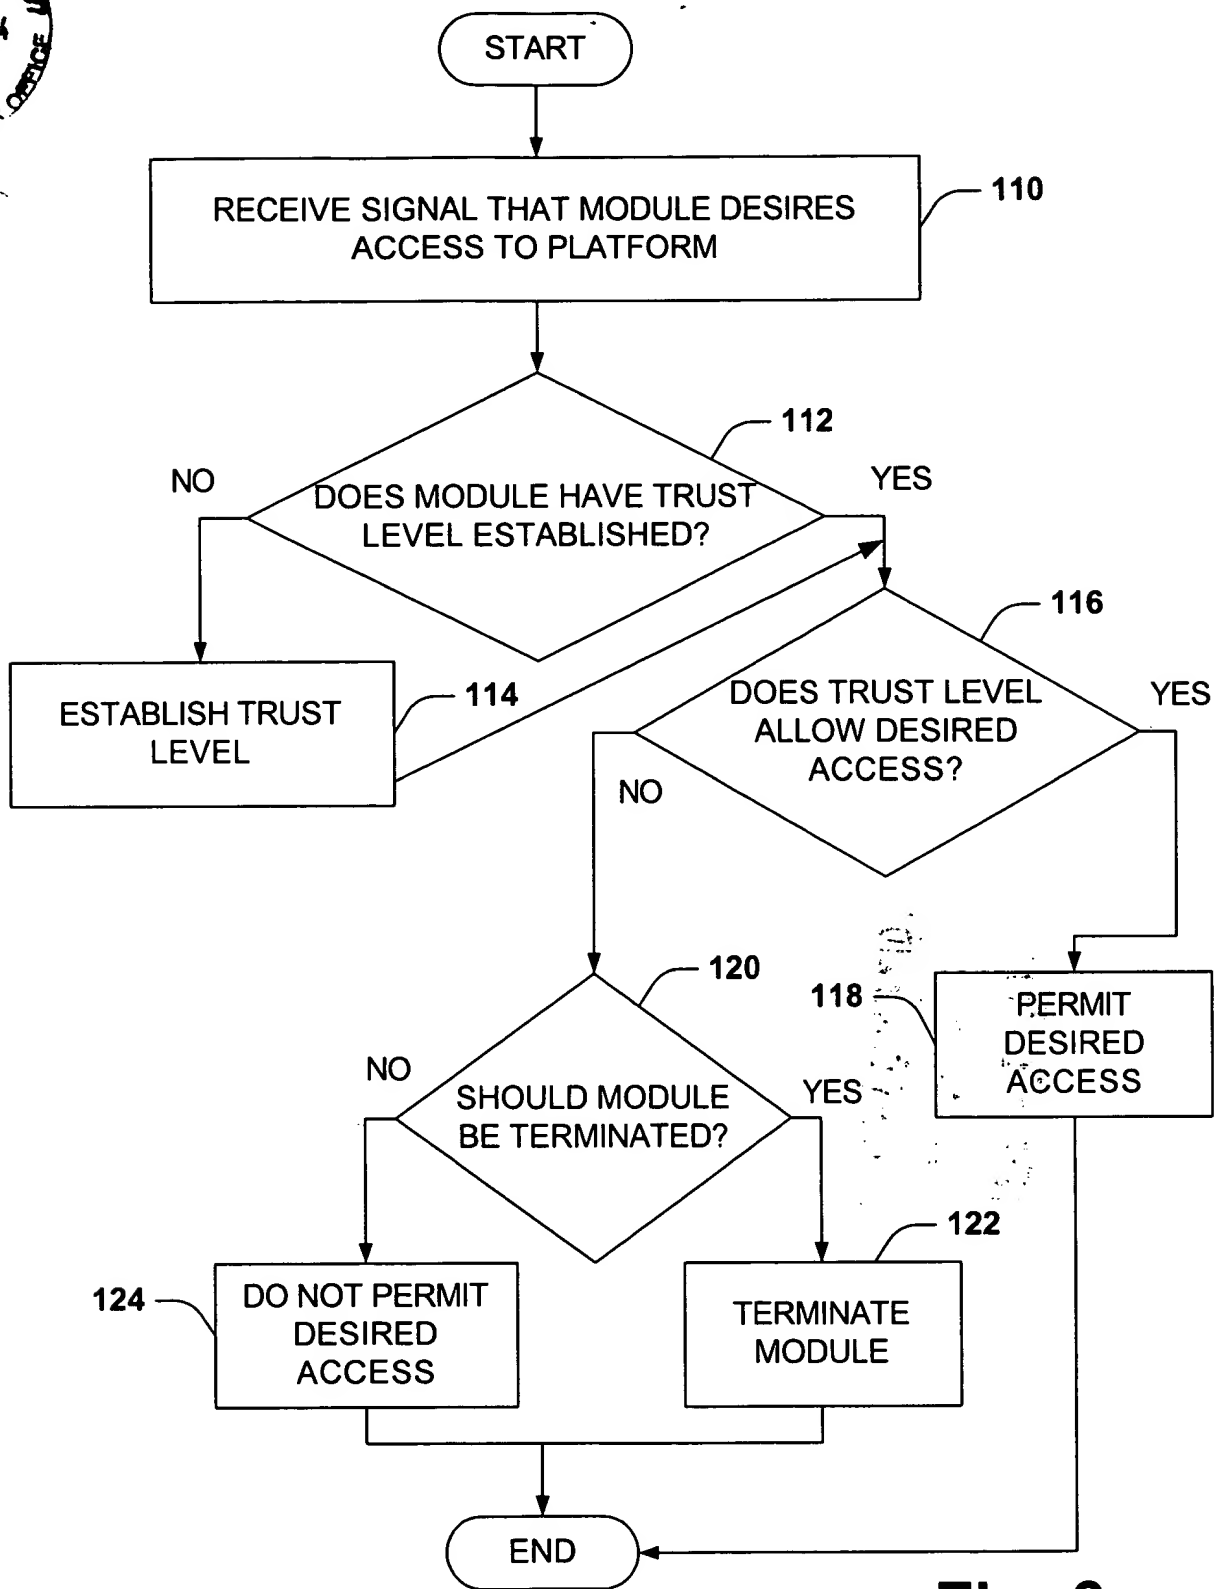 OFFICE
START
RECEIVE SIGNAL THAT MODULE DESIRES
ACCESS TO PLATFORM
110
112
NO
YES
DOES MODULE HAVE TRUST
LEVEL ESTABLISHED?
116
ESTABLISH TRUST
LEVEL
114
DOES TRUST LEVEL
ALLOW DESIRED
ACCESS?
YES
NO
120
118
PERMIT
DESIRED
ACCESS
NO
YES
SHOULD MODULE
BE TERMINATED?
122
124
DO NOT PERMIT
DESIRED
ACCESS
TERMINATE
MODULE
END